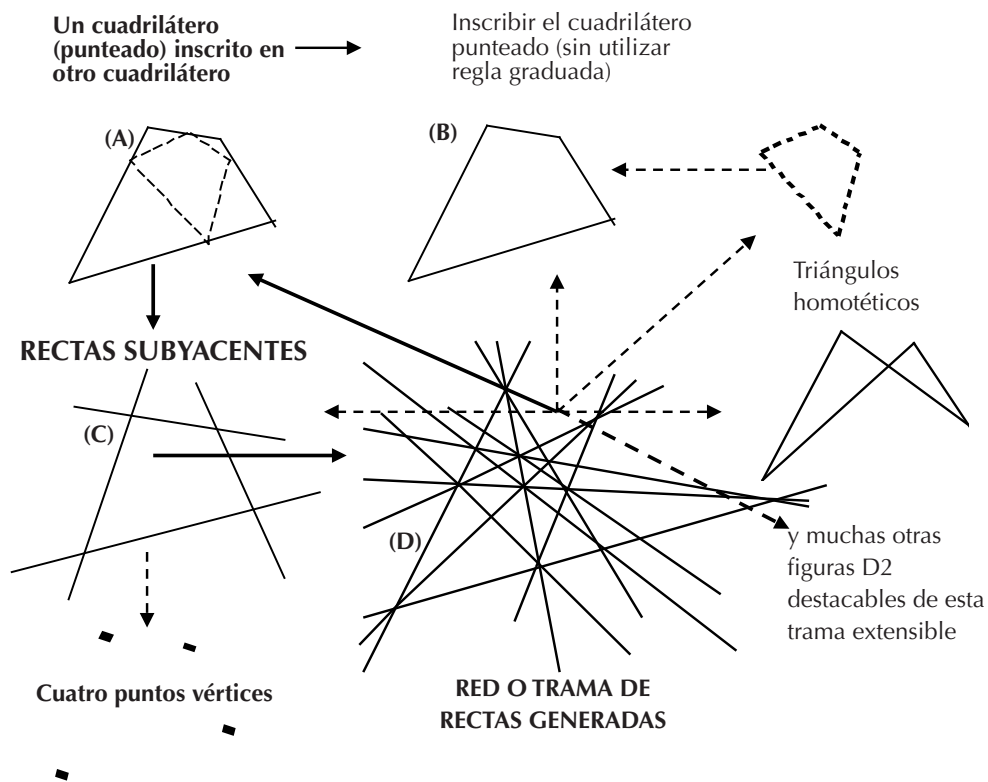 Un cuadrilátero
(punteado) inscrito en
otro cuadrilátero
Inscribir el cuadrilátero
punteado (sin utilizar
regla graduada)
(A)
(B)
Triángulos
homotéticos
RECTAS SUBYACENTES
(C)
(D)
y muchas otras
figuras D2
destacables de esta
trama extensible
Cuatro puntos vértices
RED O TRAMA DE
RECTAS GENERADAS